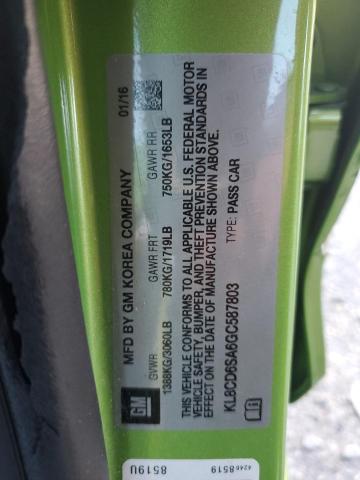 MFD BY GM KOREA COMPANY 01/16
GVWR GAWR FRT GAWR RR
1388KG/3060LB 780KG/1719LB 750KG/1653LB
THIS VEHICLE CONFORMS TO ALL APPLICABLE U.S. FEDERAL MOTOR
VEHICLE SAFETY, BUMPER, AND THEFT PREVENTION STANDARDS IN
EFFECT ON THE DATE OF MANUFACTURE SHOWN ABOVE.
KL8CD6SA6GC587803 TYPE: PASS CAR
GM
42468519
8519U